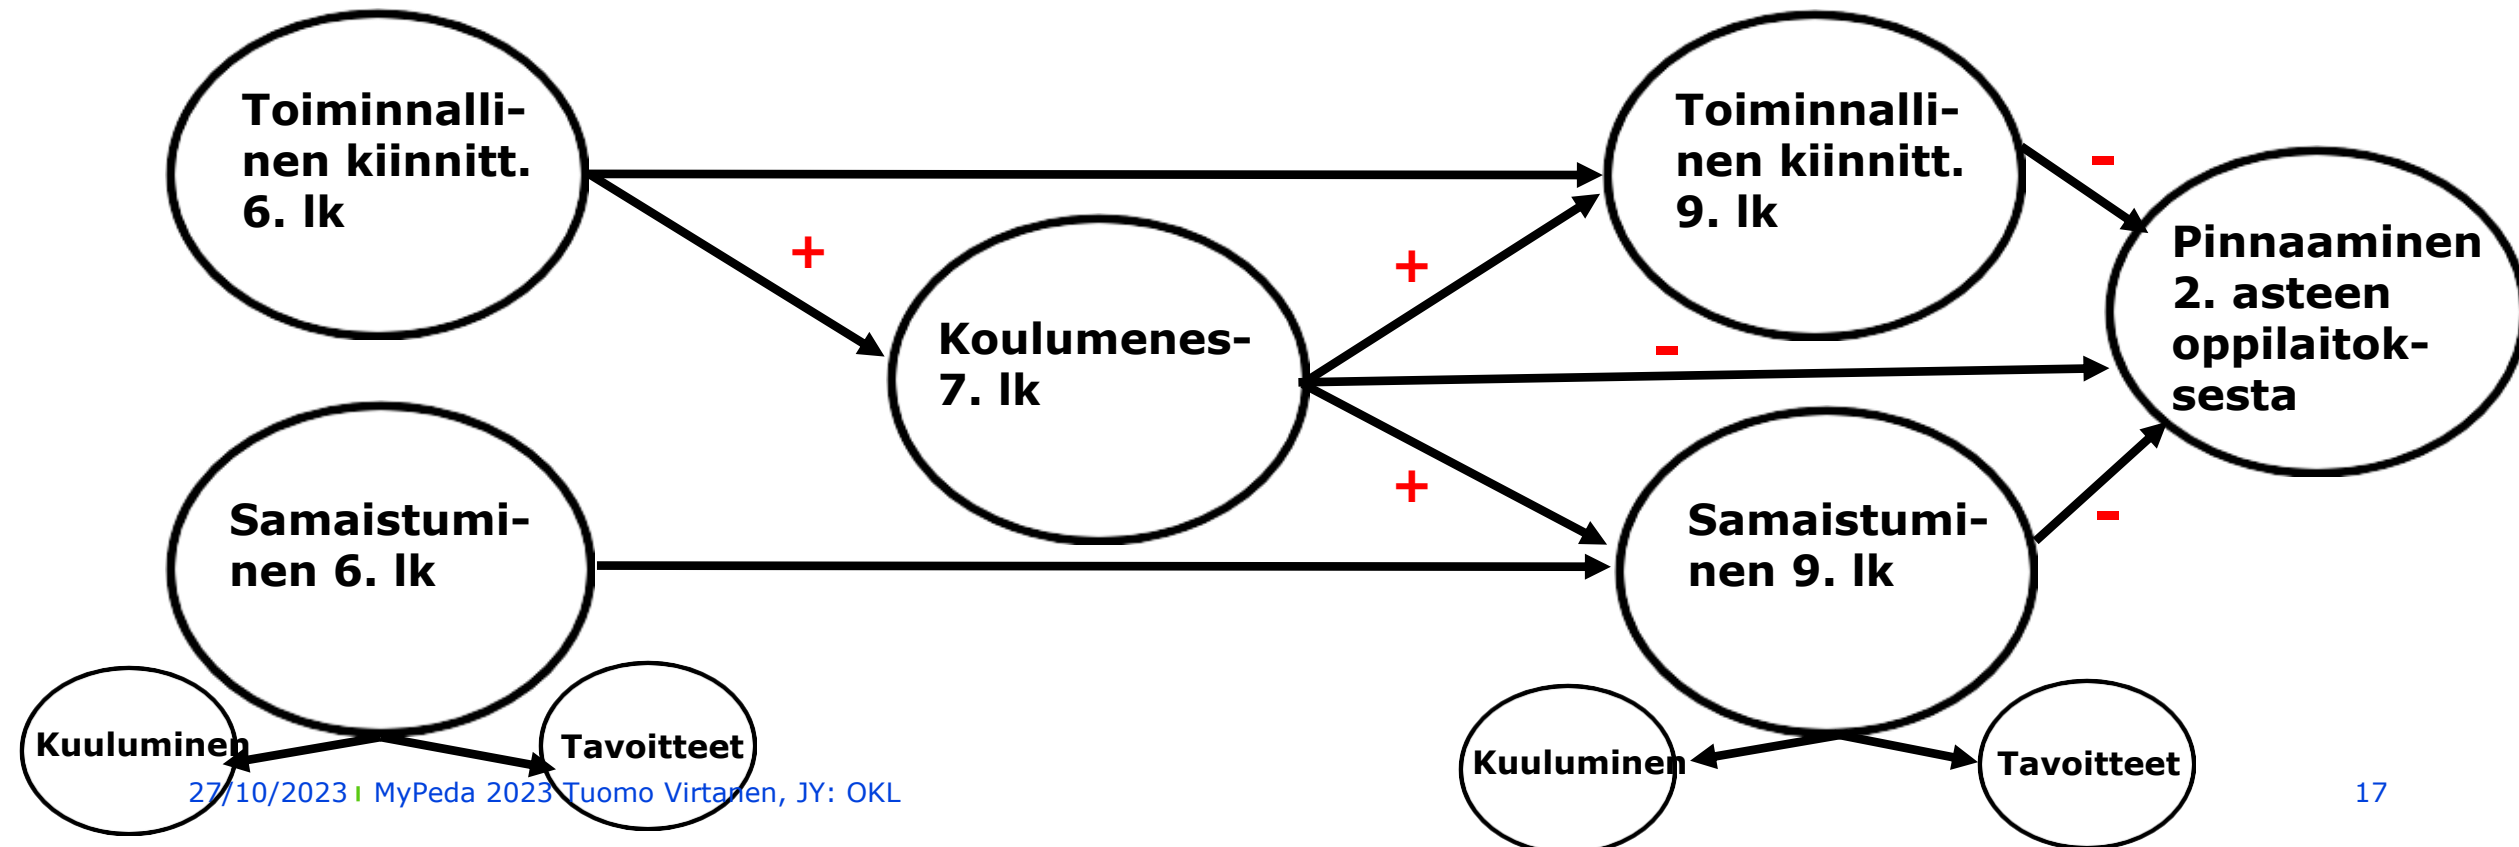 Toiminnalli-
nen kiinnitt.
6. lk
+
Koulumenes-
7. lk
Samaistumi-
nen 6. lk
Kuuluminen
Tavoitteet
Toiminnalli-
nen kiinnitt.
9. lk
+
-
+
Samaistumi-
nen 9. lk
Kuuluminen
Tavoitteet
-
-
Pinnaaminen
2. asteen
oppilaitok-
sesta
27/10/2023 MyPeda 2023 Tuomo Virtanen, JY: OKL
17